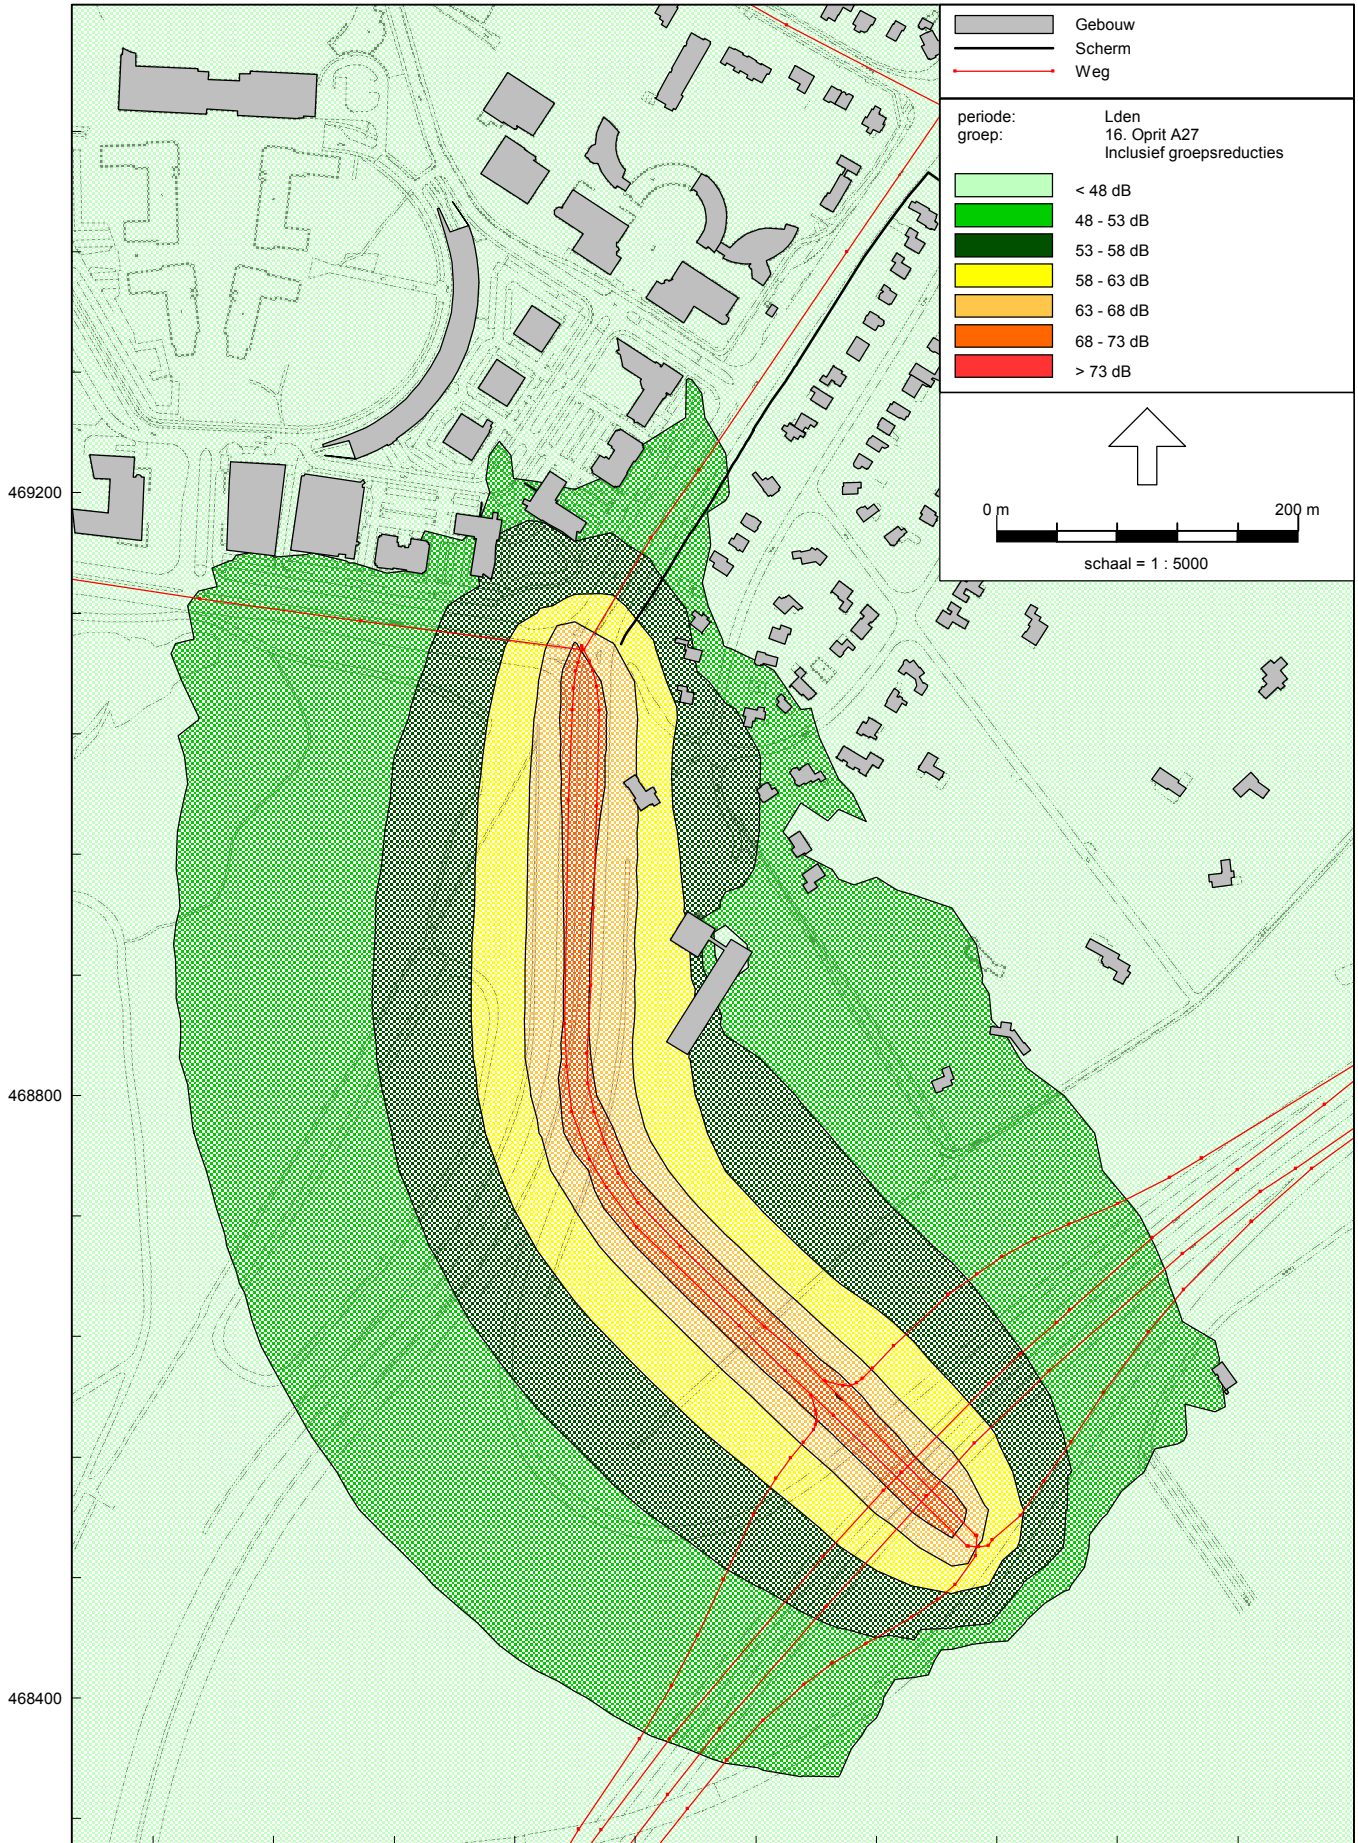 Gebouw
Scherm
Weg
periode: Lden
groep: 16. Oprit A27
Inclusief groepsreducties
< 48 dB
48 - 53 dB
53 - 58 dB
58 - 63 dB
63 - 68 dB
68 - 73 dB
> 73 dB
0 m 200 m
schaal = 1 : 5000
469200
468800
468400